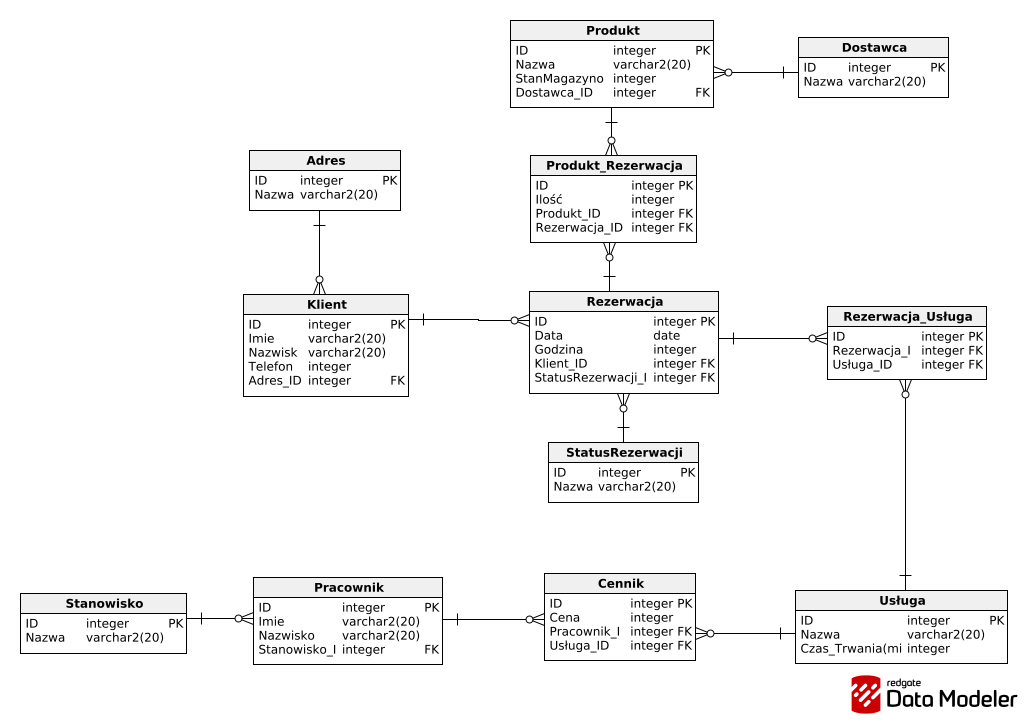 Produkt
ID integer PK
Nazwa varchar2(20)
StanMagazyno integer
Dostawca_ID integer FK
Dostawca
ID integer PK
Nazwa varchar2(20)
Adres
ID integer PK
Nazwa varchar2(20)
Produkt_Rezerwacja
ID integer PK
Ilość integer
Produkt_ID integer FK
Rezerwacja_ID integer FK
Klient
ID integer PK
Imie varchar2(20)
Nazwisk varchar2(20)
Telefon integer
Adres_ID integer FK
Rezerwacja
ID integer PK
Data date
Godzina integer
Klient_ID integer FK
StatusRezerwacji_I integer FK
Rezerwacja_Usługa
ID integer PK
Rezerwacja_I integer FK
Usługa_ID integer FK
StatusRezerwacji
ID integer PK
Nazwa varchar2(20)
Stanowisko
ID integer PK
Nazwa varchar2(20)
Pracownik
ID integer PK
Imie varchar2(20)
Nazwisko varchar2(20)
Stanowisko_I integer FK
Cennik
ID integer PK
Cena integer
Pracownik_I integer FK
Usługa_ID integer FK
Usługa
ID integer PK
Nazwa varchar2(20)
Czas_Trwania(mi integer
redgate
Data Modeler